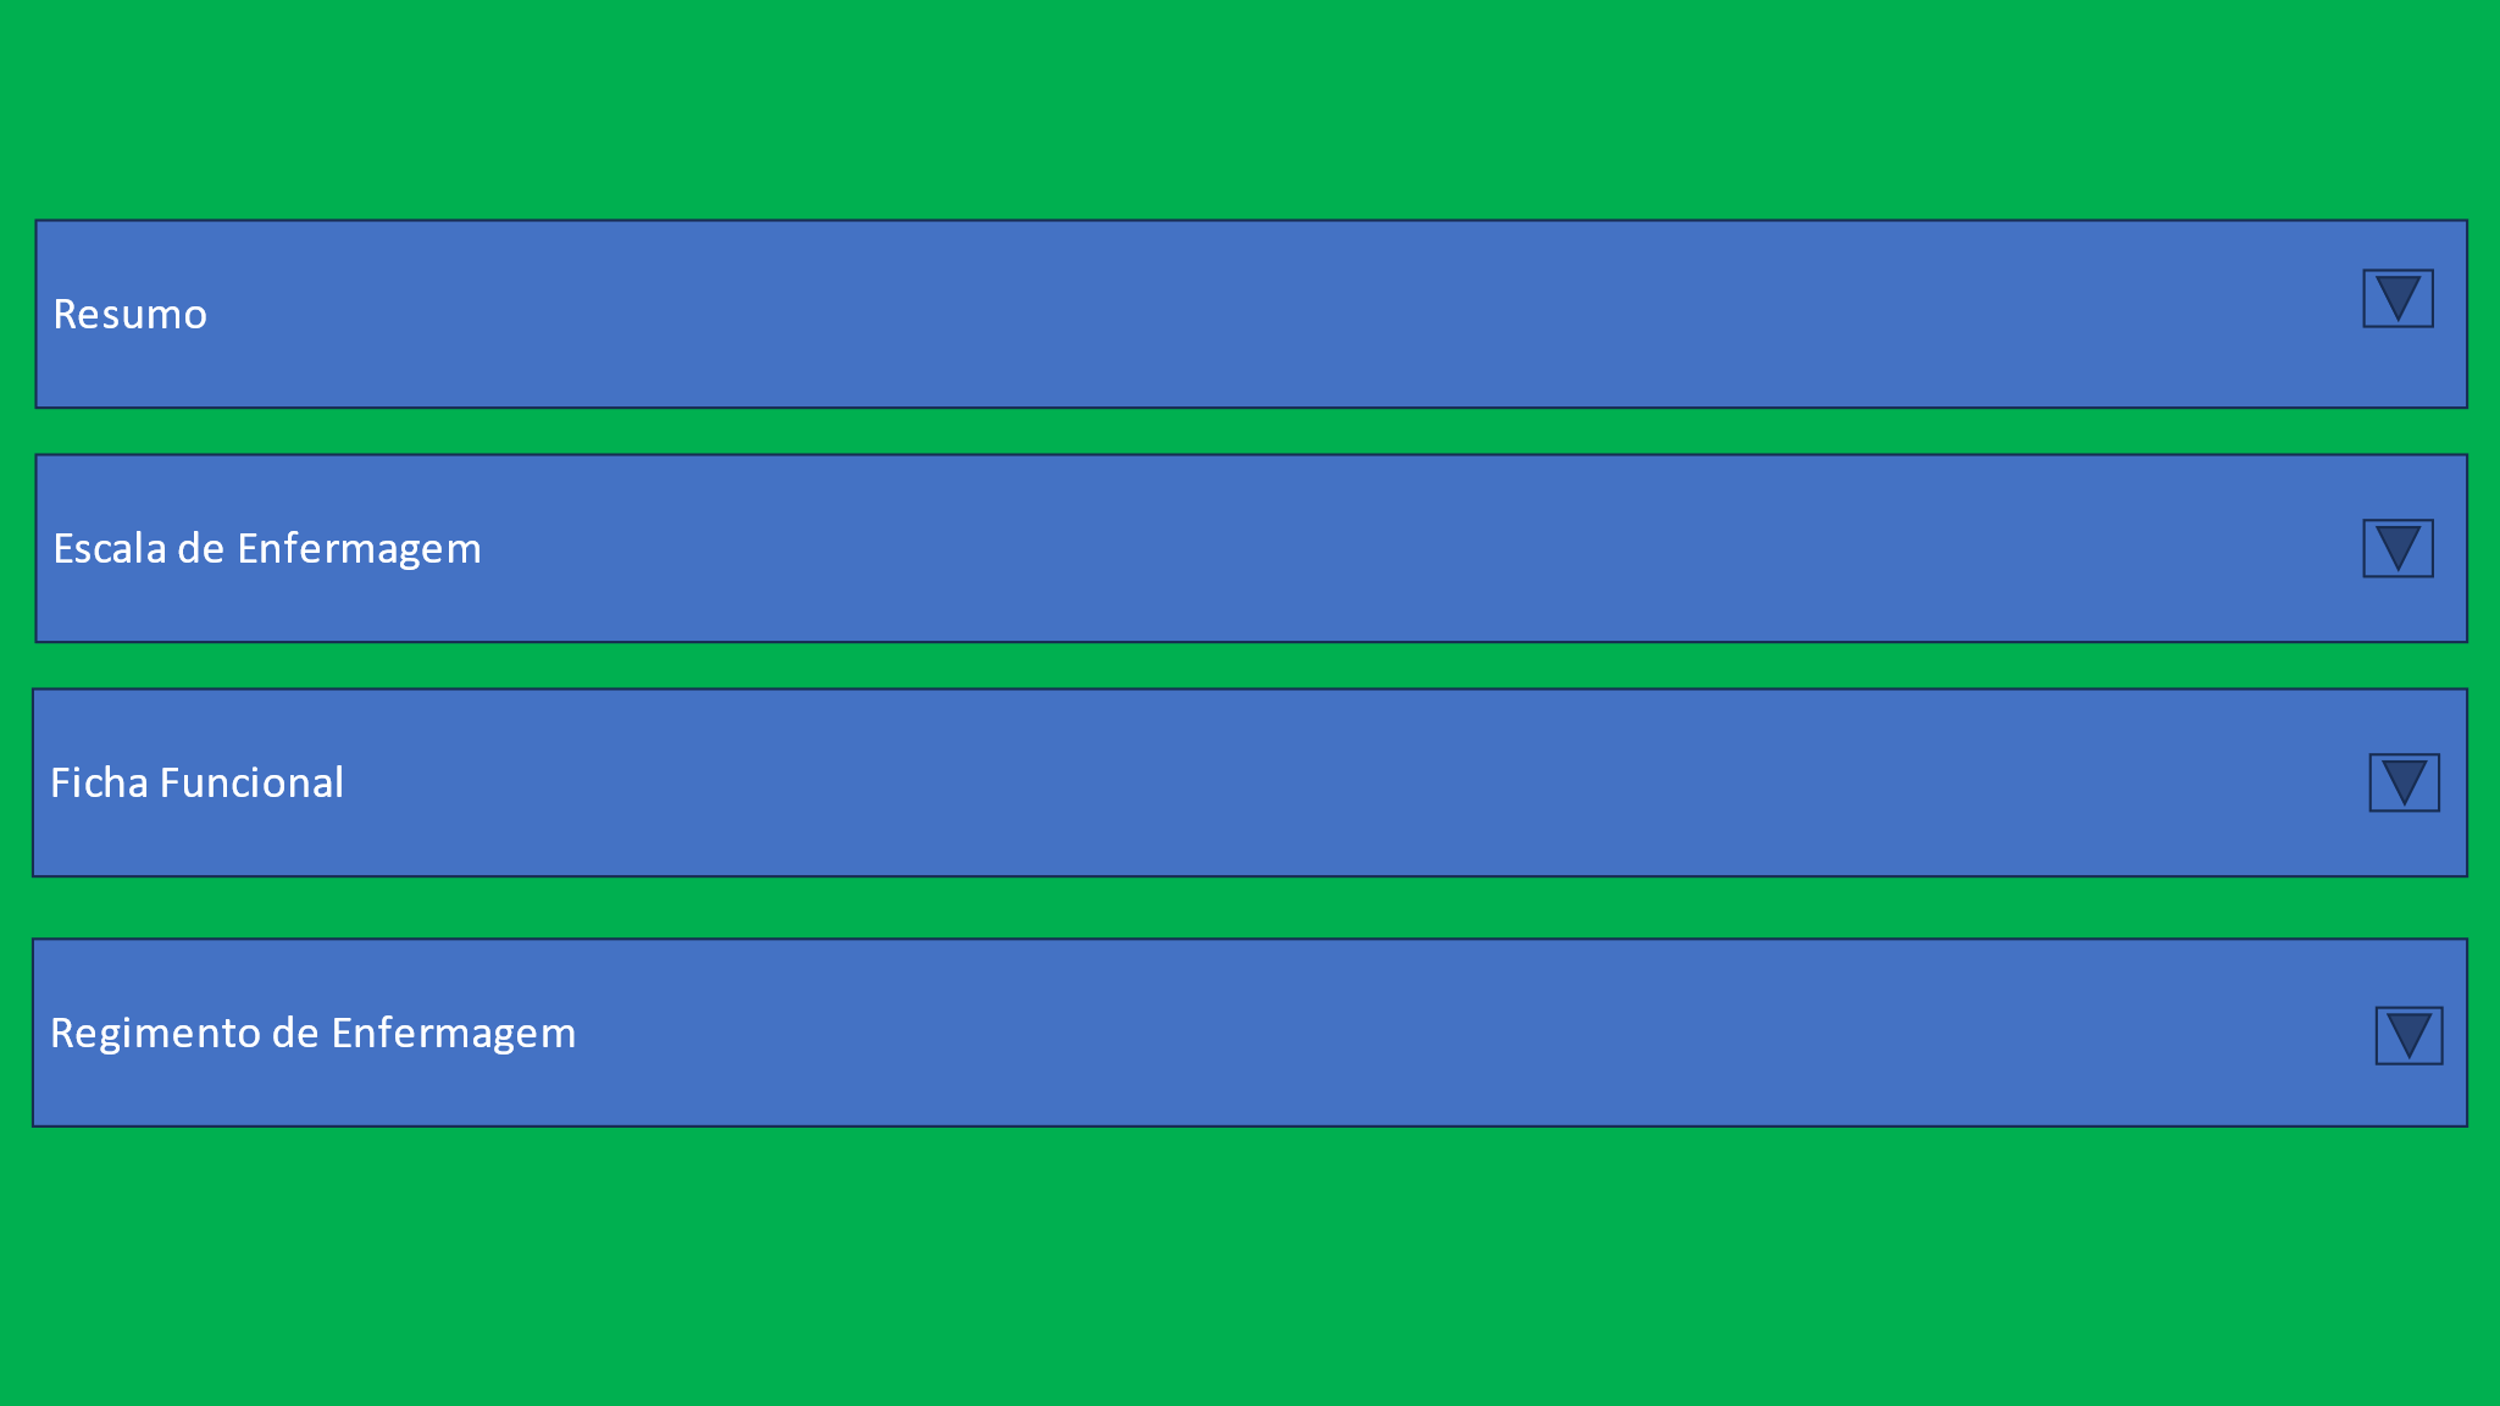 Resumo
Escala de Enfermagem
Ficha Funcional
Regimento de Enfermagem